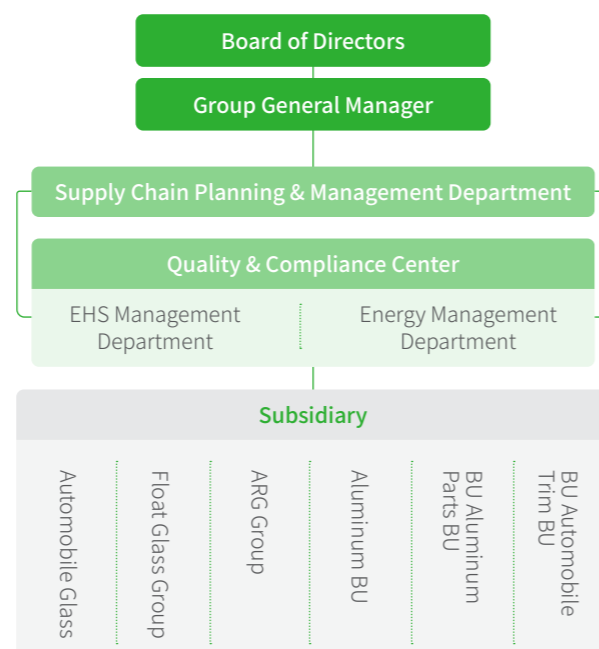 Board of Directors
Group General Manager
Supply Chain Planning & Management Department
Quality & Compliance Center
EHS Management
Department
Energy Management
Department
Subsidiary
Automobile Glass
Float Glass Group
ARG Group
Aluminum BU
BU Aluminum
Parts BU
BU Automobile
Trim BU